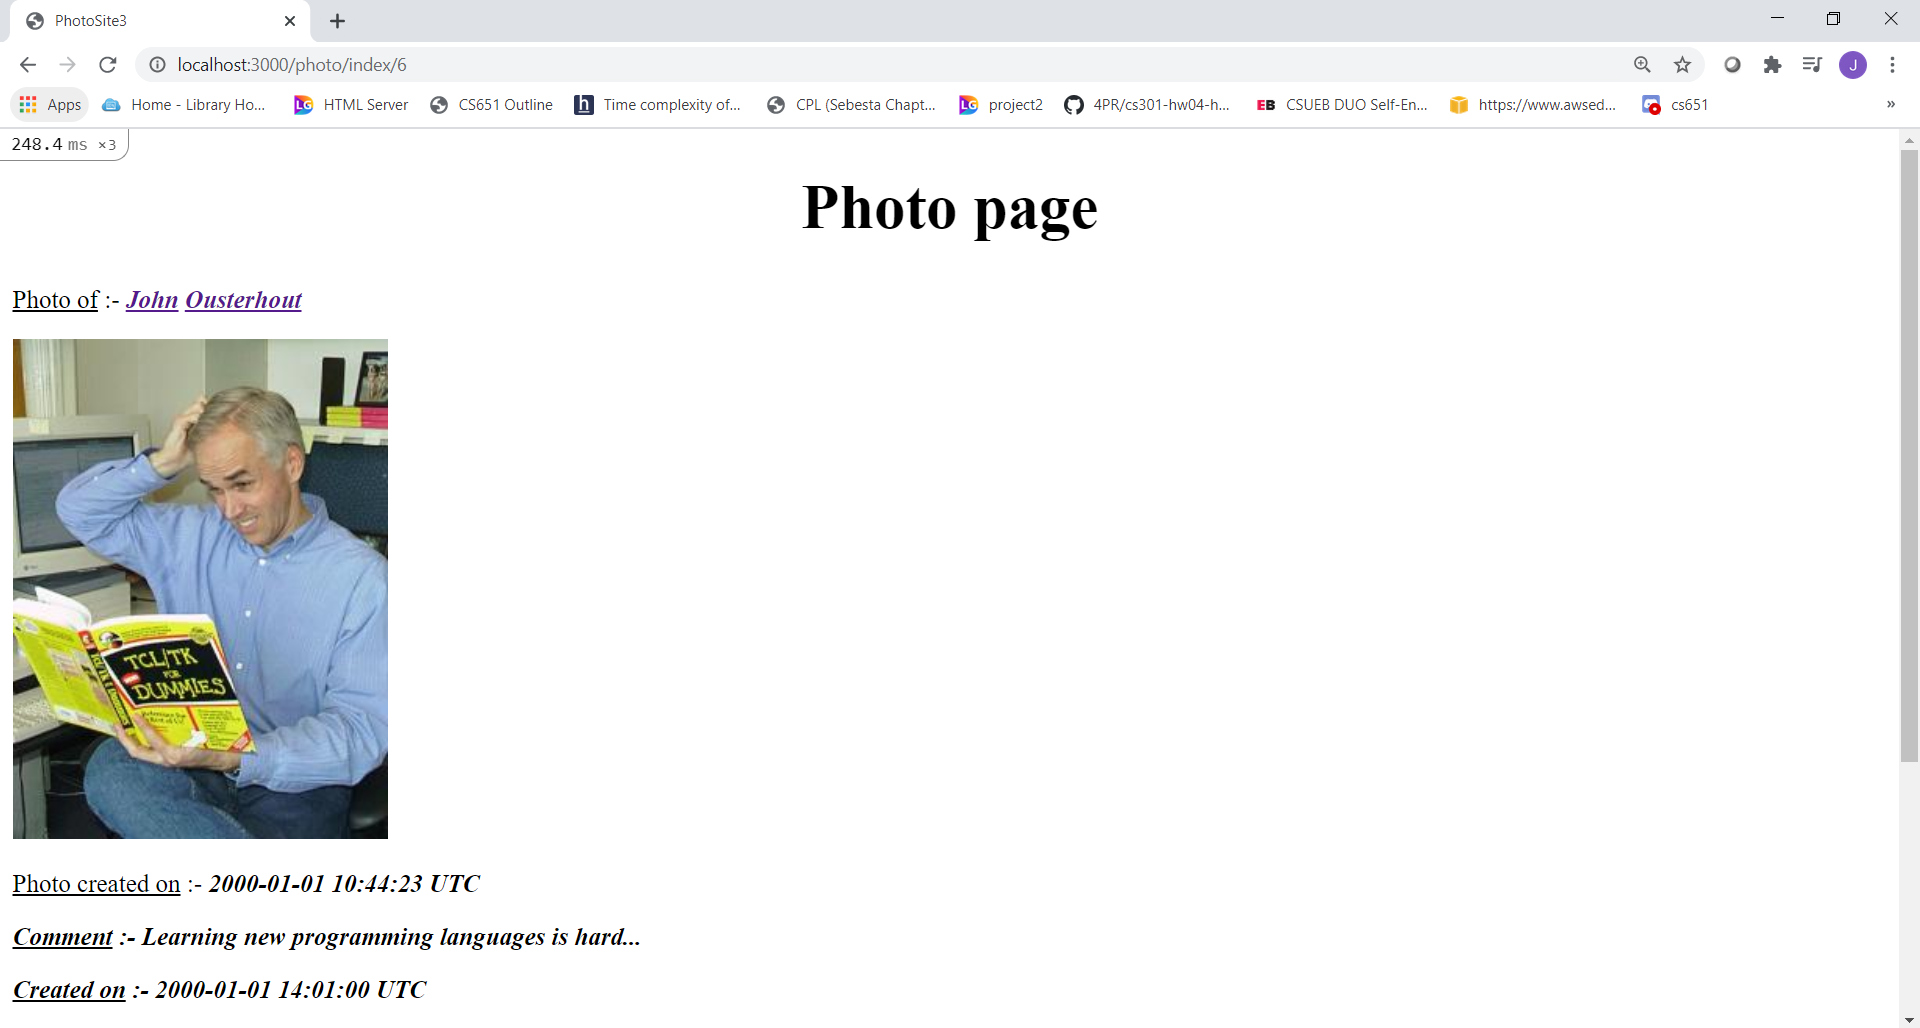 PhotoSite3
localhost:3000/photo/index/6
J
Apps
Home - Library Ho...
LG HTML Server
CS651 Outline
h Time complexity of...
CPL (Sebesta Chapt...
LG project2
4PR/cs301-hw04-h...
EB CSUEB DUO Self-En...
https://www.awsed...
cs651
»
248.4 ms ×3
Photo page
Photo of :- John Ousterhout
TCL/TK
FOR
DUMMIES
Photo created on :- 2000-01-01 10:44:23 UTC
Comment :- Learning new programming languages is hard...
Created on :- 2000-01-01 14:01:00 UTC